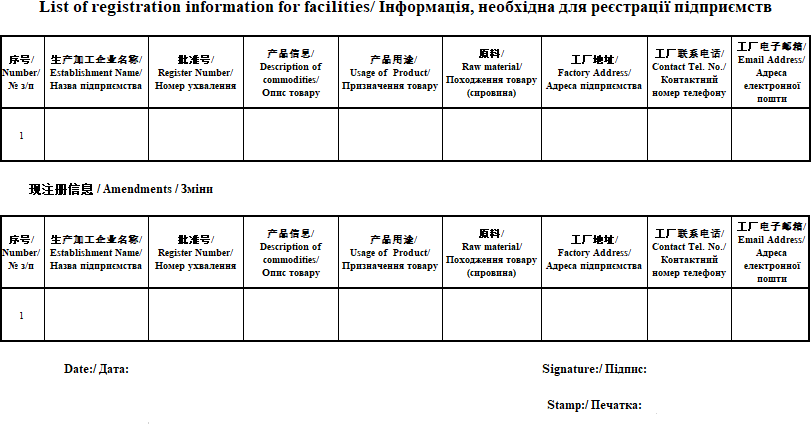 List of registration information for facilities/ Інформація, необхідна для реєстрації підприємств
序号/
Number/
№ з/п
生产加工企业名称/
Establishment Name/
Назва підприємства
批准号/
Register Number/
Номер ухвалення
产品信息/
Description of
commodities/
Опис товару
产品用途/
Usage of Product/
Призначення товару
原料/
Raw material/
Походження товару
(сировина)
工厂地址/
Factory Address/
Адреса підприємства
工厂联系电话/
Contact Tel. No./
Контактний
номер телефону
工厂电子邮箱/
Email Address/
Адреса
електронної
пошти
1
现注册信息 / Amendments / Зміни
序号/
Number/
№ з/п
生产加工企业名称/
Establishment Name/
Назва підприємства
批准号/
Register Number/
Номер ухвалення
产品信息/
Description of
commodities/
Опис товару
产品用途/
Usage of Product/
Призначення товару
原料/
Raw material/
Походження товару
(сировина)
工厂地址/
Factory Address/
Адреса підприємства
工厂联系电话/
Contact Tel. No./
Контактний
номер телефону
工厂电子邮箱/
Email Address/
Адреса
електронної
пошти
1
Date:/ Дата:
Signature:/ Підпис:
Stamp:/ Печатка: